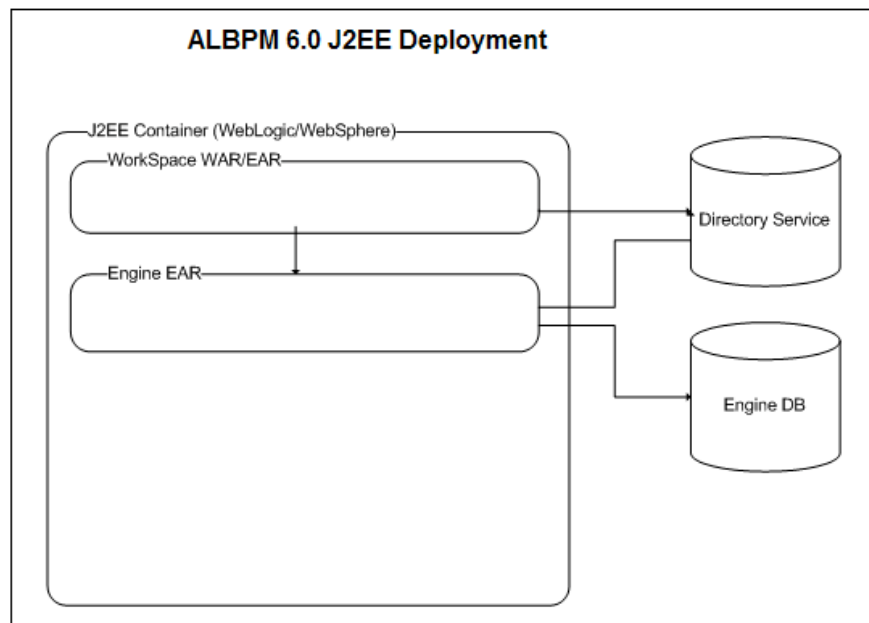 ALBPM 6.0 J2EE Deployment
J2EE Container (WebLogic/WebSphere)
WorkSpace WAR/EAR
Directory Service
Engine EAR
Engine DB